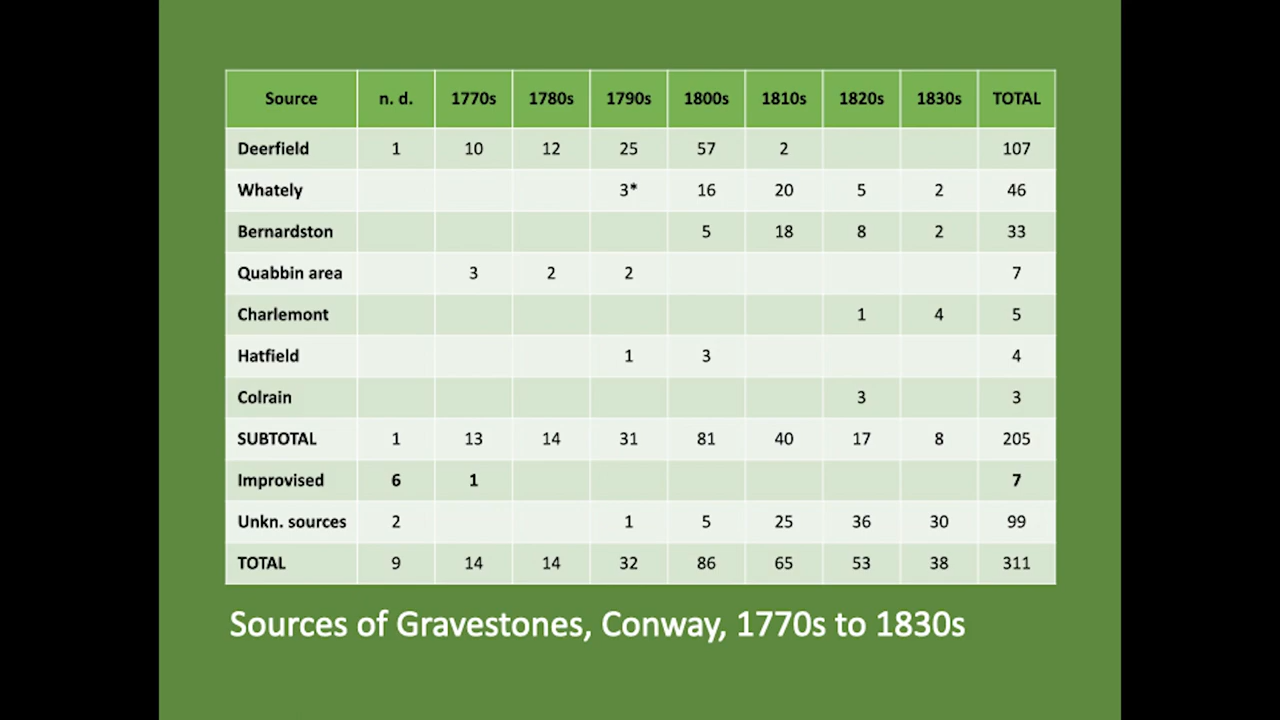 Source n. d. 1770s 1780s 1790s 1800s 1810s 1820s 1830s TOTAL
Deerfield 1 10 12 25 57 2 107
Whately 3* 16 20 5 2 46
Bernardston 5 18 8 2 33
Quabbin area 3 2 2 7
Charlemont 1 4 5
Hatfield 1 3 4
Colrain 3 3
SUBTOTAL 1 13 14 31 81 40 17 8 205
Improvised 6 1 7
Unkn. sources 2 1 5 25 36 30 99
TOTAL 9 14 14 32 86 65 53 38 311
Sources of Gravestones, Conway, 1770s to 1830s